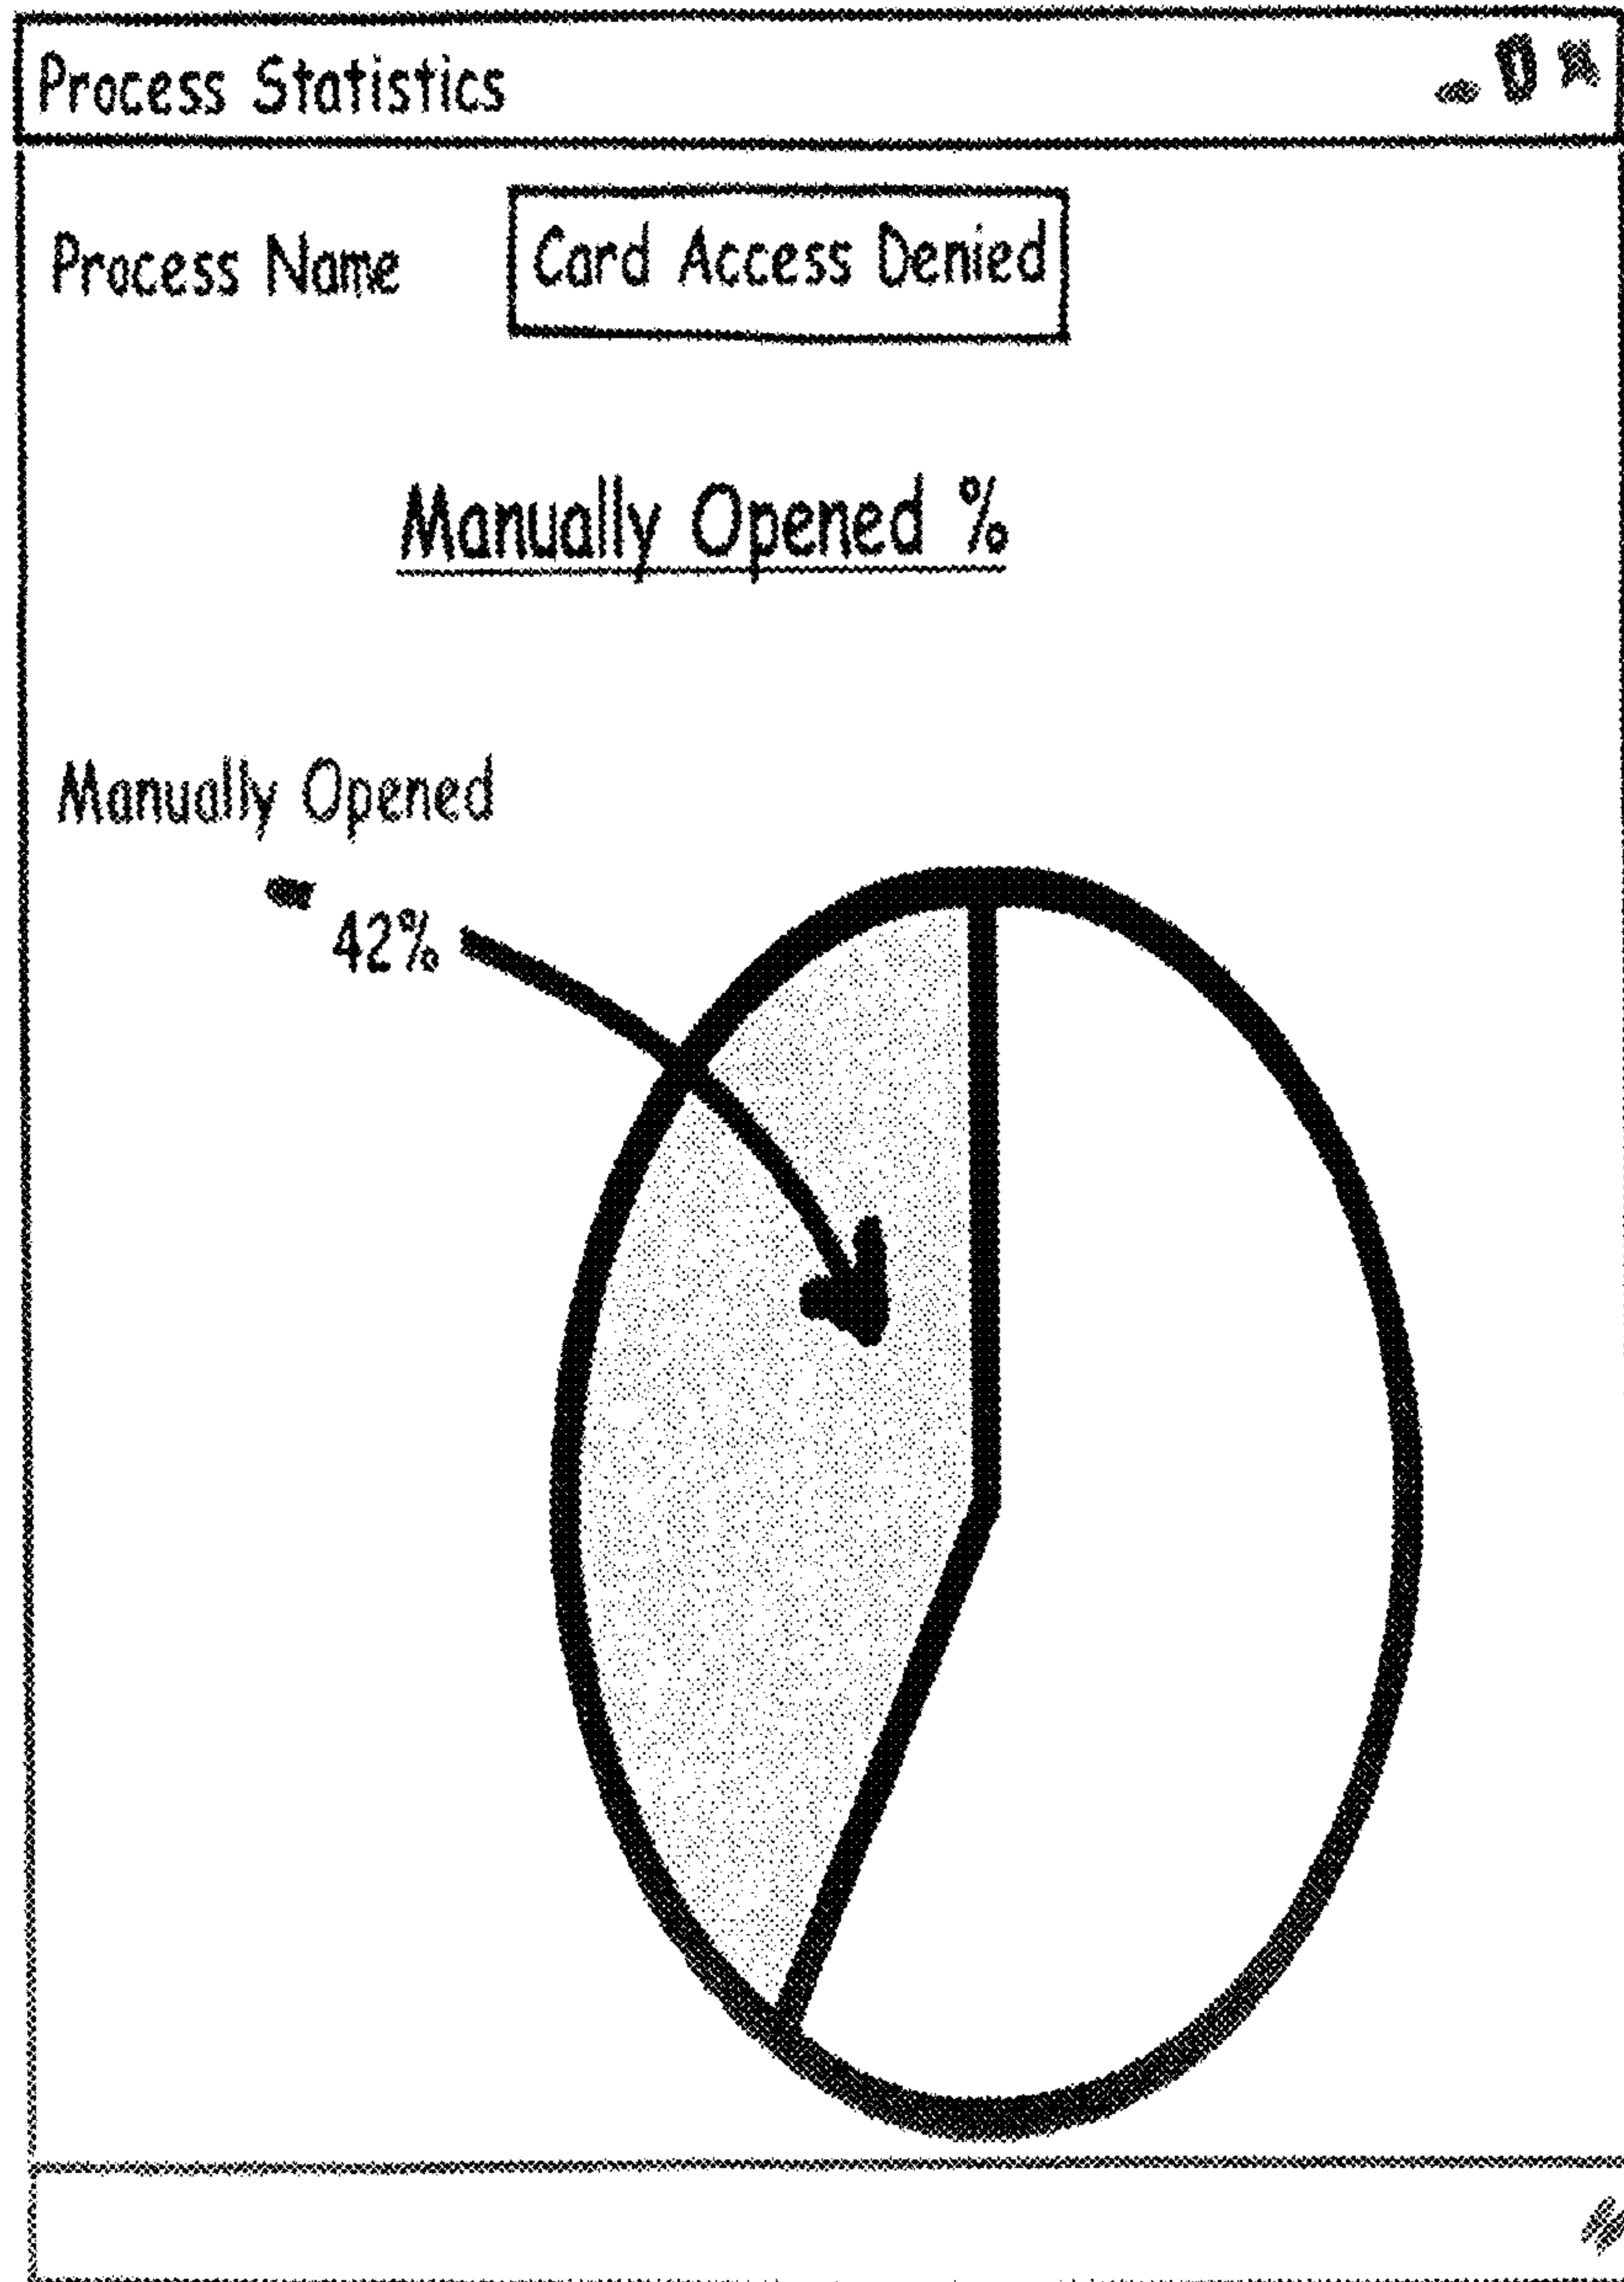 Process Statistics
Process Name
Card Access Denied
Manually Opened %
Manually Opened
- 42%